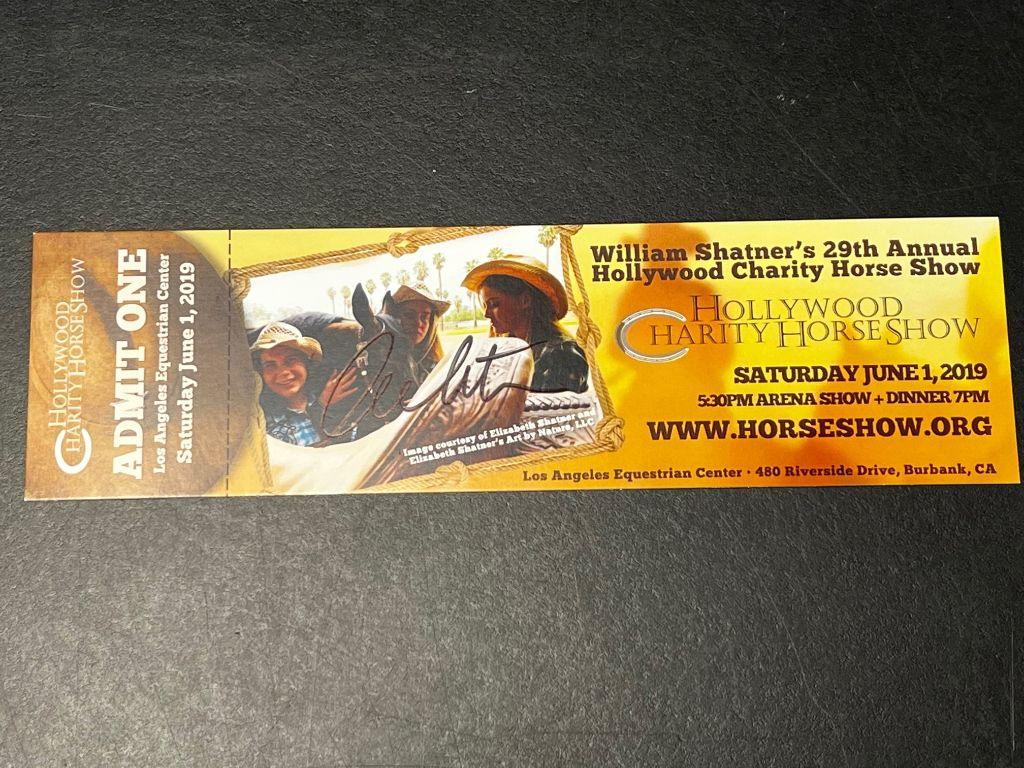 HOLLYWOOD
CHARITY HORSE SHOW
ADMIT ONE
Los Angeles Equestrian Center
Saturday June 1, 2019
Image courtesy of Elizabeth Shatner and
Elizabeth Shatner's Art by Nature, LLC
William Shatner's 29th Annual
Hollywood Charity Horse Show
HOLLYWOOD
CHARITY HORSE SHOW
SATURDAY JUNE 1, 2019
5:30PM ARENA SHOW + DINNER 7PM
WWW.HORSESHOW.ORG
Los Angeles Equestrian Center · 480 Riverside Drive, Burbank, CA